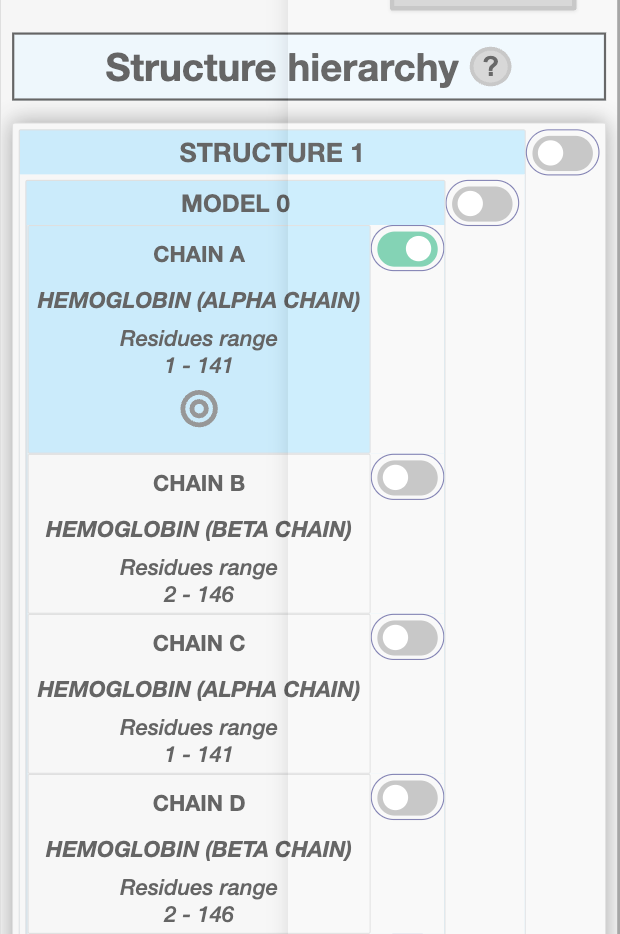 Structure hierarchy ?
STRUCTURE 1
MODEL 0
CHAIN A
HEMOGLOBIN (ALPHA CHAIN)
Residues range
1 - 141
CHAIN B
HEMOGLOBIN (BETA CHAIN)
Residues range
2 - 146
CHAIN C
HEMOGLOBIN (ALPHA CHAIN)
Residues range
1 - 141
CHAIN D
HEMOGLOBIN (BETA CHAIN)
Residues range
2 - 146